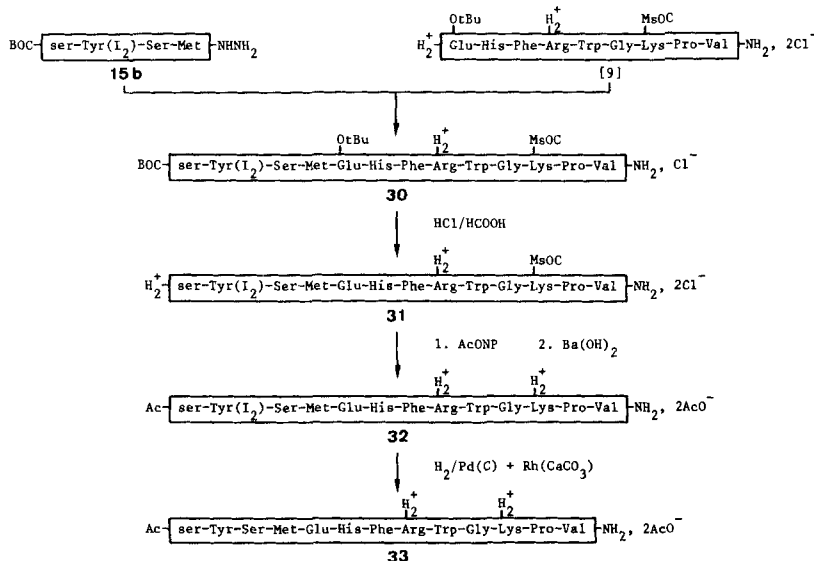 OtBu H2+ MsOC
BOC-ser-Tyr(I2)-Ser-Met-NHNH2 H2+-Glu-His-Phe-Arg-Trp-Gly-Lys-Pro-Val-NH2, 2Cl-
15b [9]
OtBu H2+ MsOC
BOC-ser-Tyr(I2)-Ser-Met-Glu-His-Phe-Arg-Trp-Gly-Lys-Pro-Val-NH2, Cl-
30
HCl/HCOOH
H2+ MsOC
H2+-ser-Tyr(I2)-Ser-Met-Glu-His-Phe-Arg-Trp-Gly-Lys-Pro-Val-NH2, 2Cl-
31
1. AcONP 2. Ba(OH)2
H2+ H2+
Ac-ser-Tyr(I2)-Ser-Met-Glu-His-Phe-Arg-Trp-Gly-Lys-Pro-Val-NH2, 2AcO-
32
H2/Pd(C) + Rh(CaCO3)
H2+ H2+
Ac-ser-Tyr-Ser-Met-Glu-His-Phe-Arg-Trp-Gly-Lys-Pro-Val-NH2, 2AcO-
33